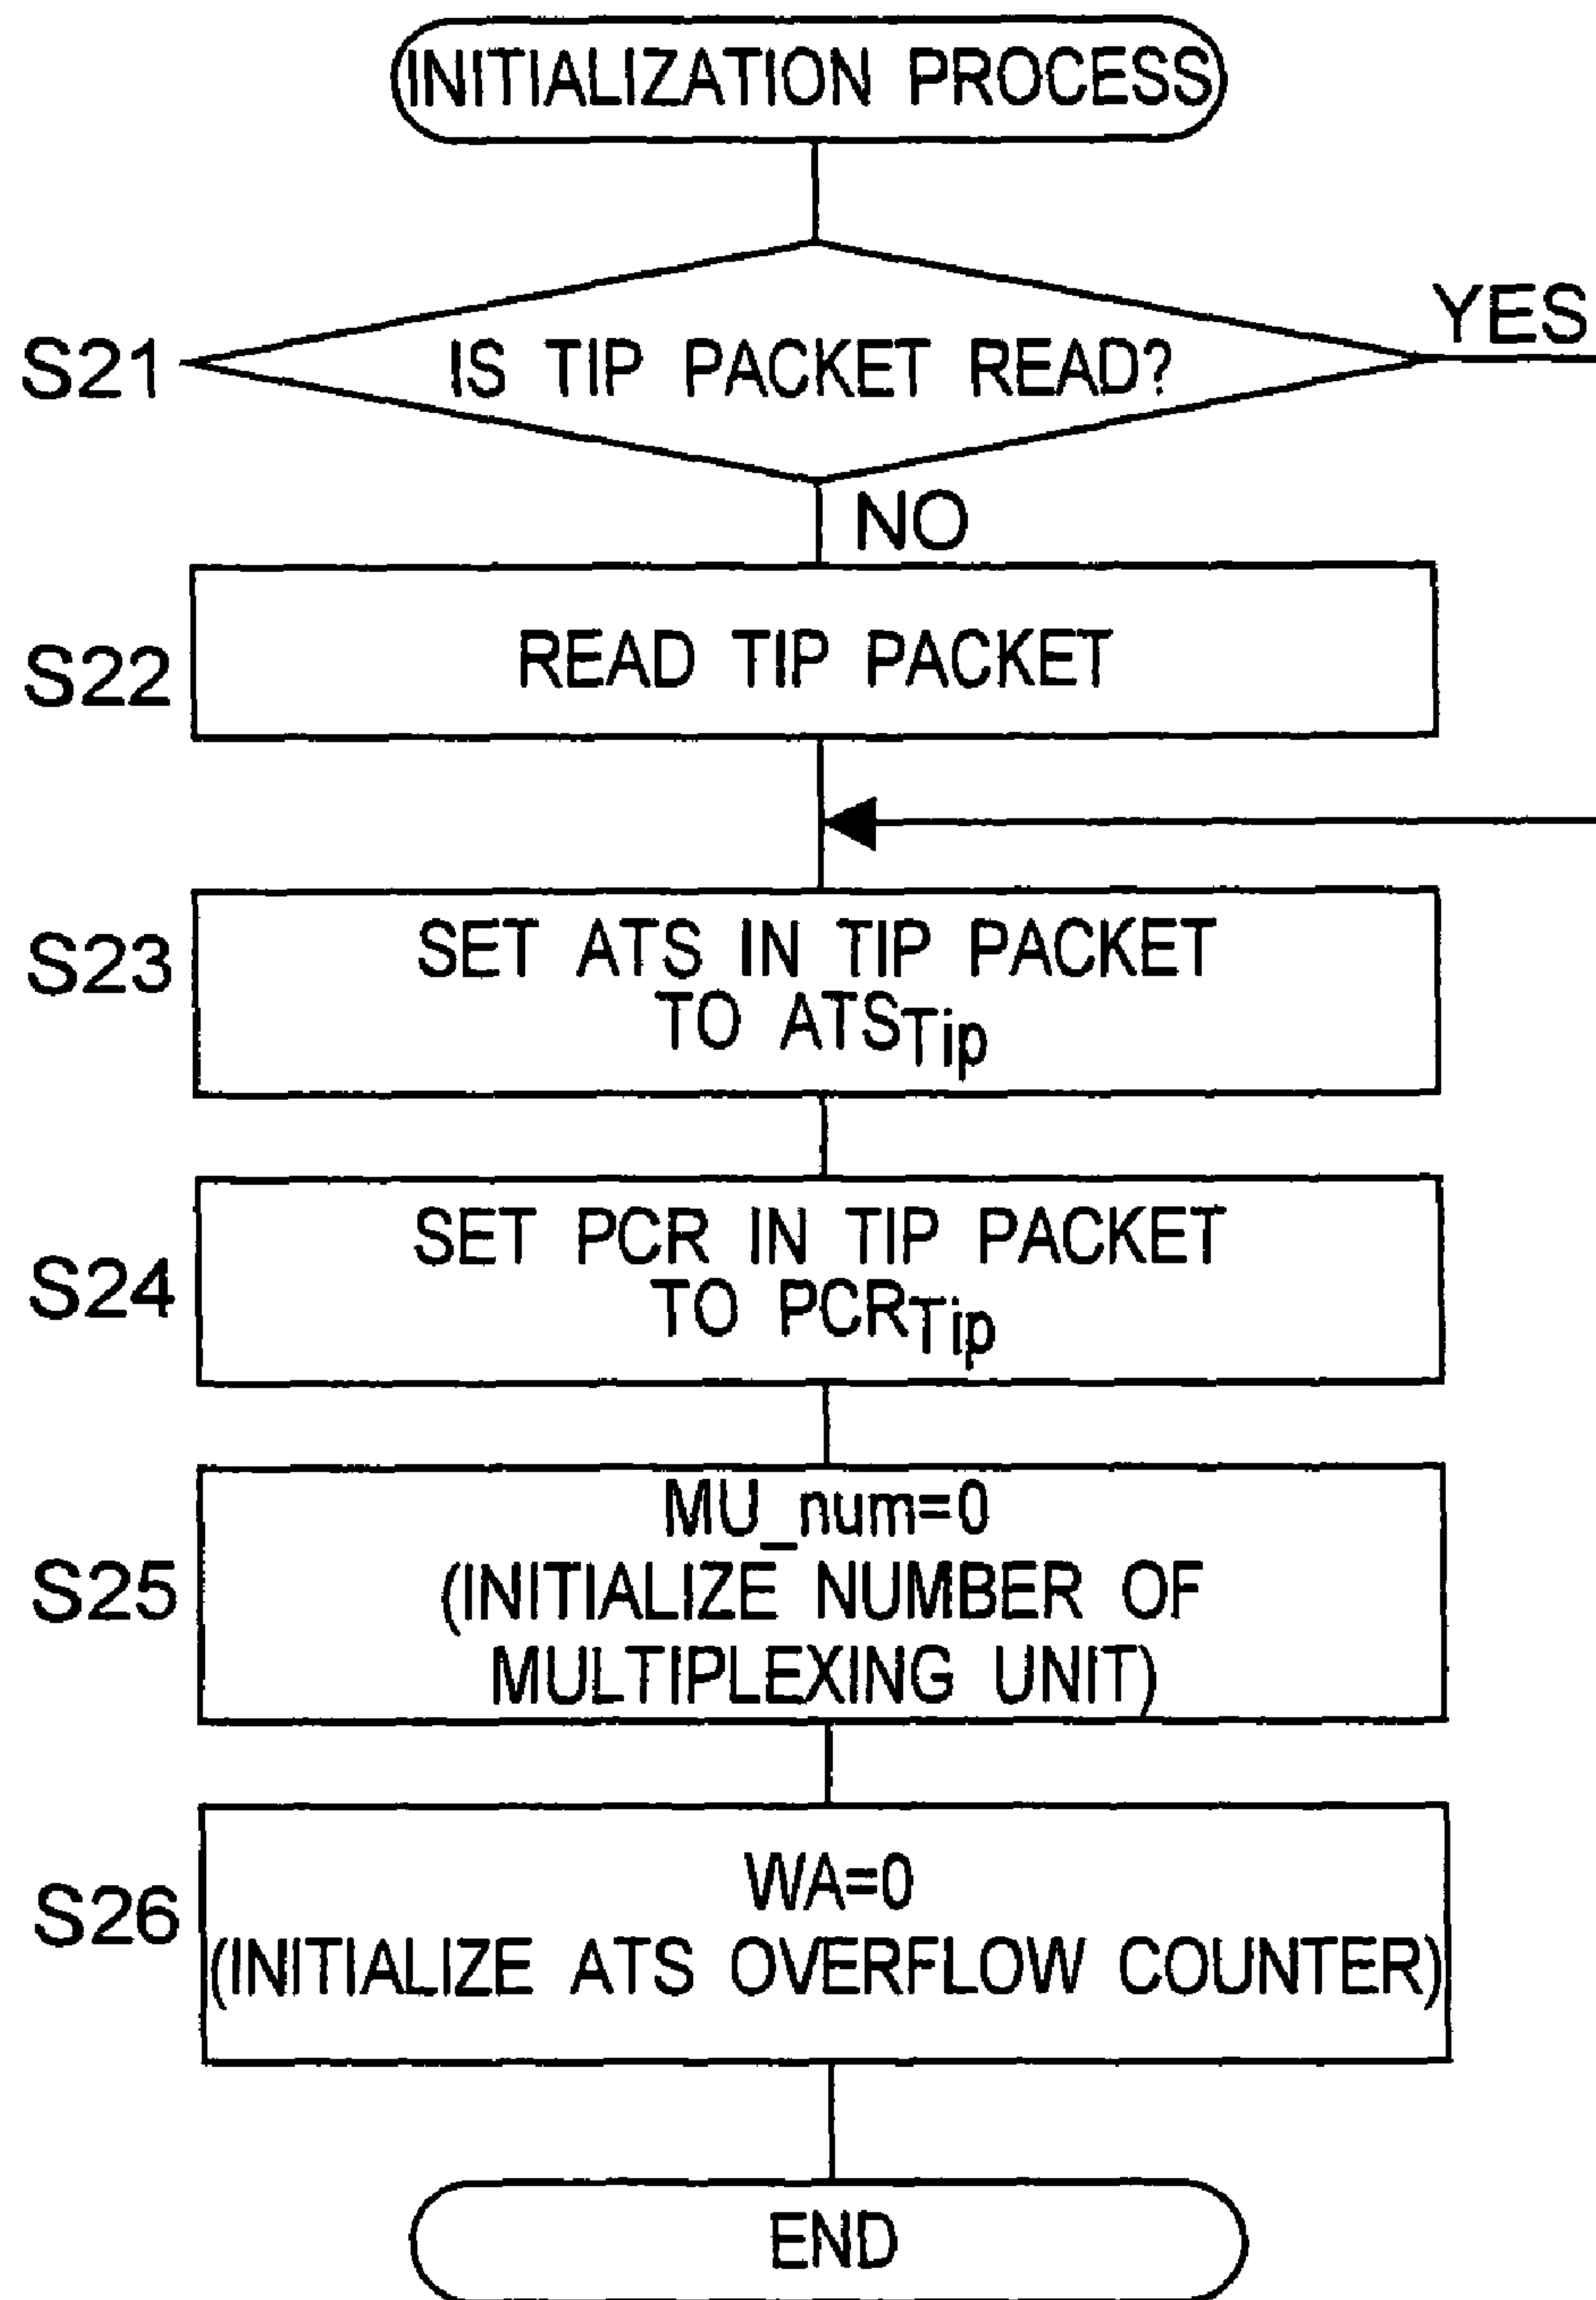 INITIALIZATION PROCESS
YES
S21
IS TIP PACKET READ?
NO
S22
READ TIP PACKET
S23
SET ATS IN TIP PACKET
TO ATSTip
S24
SET PCR IN TIP PACKET
TO PCRTip
S25
MU_num=0
(INITIALIZE NUMBER OF
MULTIPLEXING UNIT)
S26
WA=0
(INITIALIZE ATS OVERFLOW COUNTER)
END